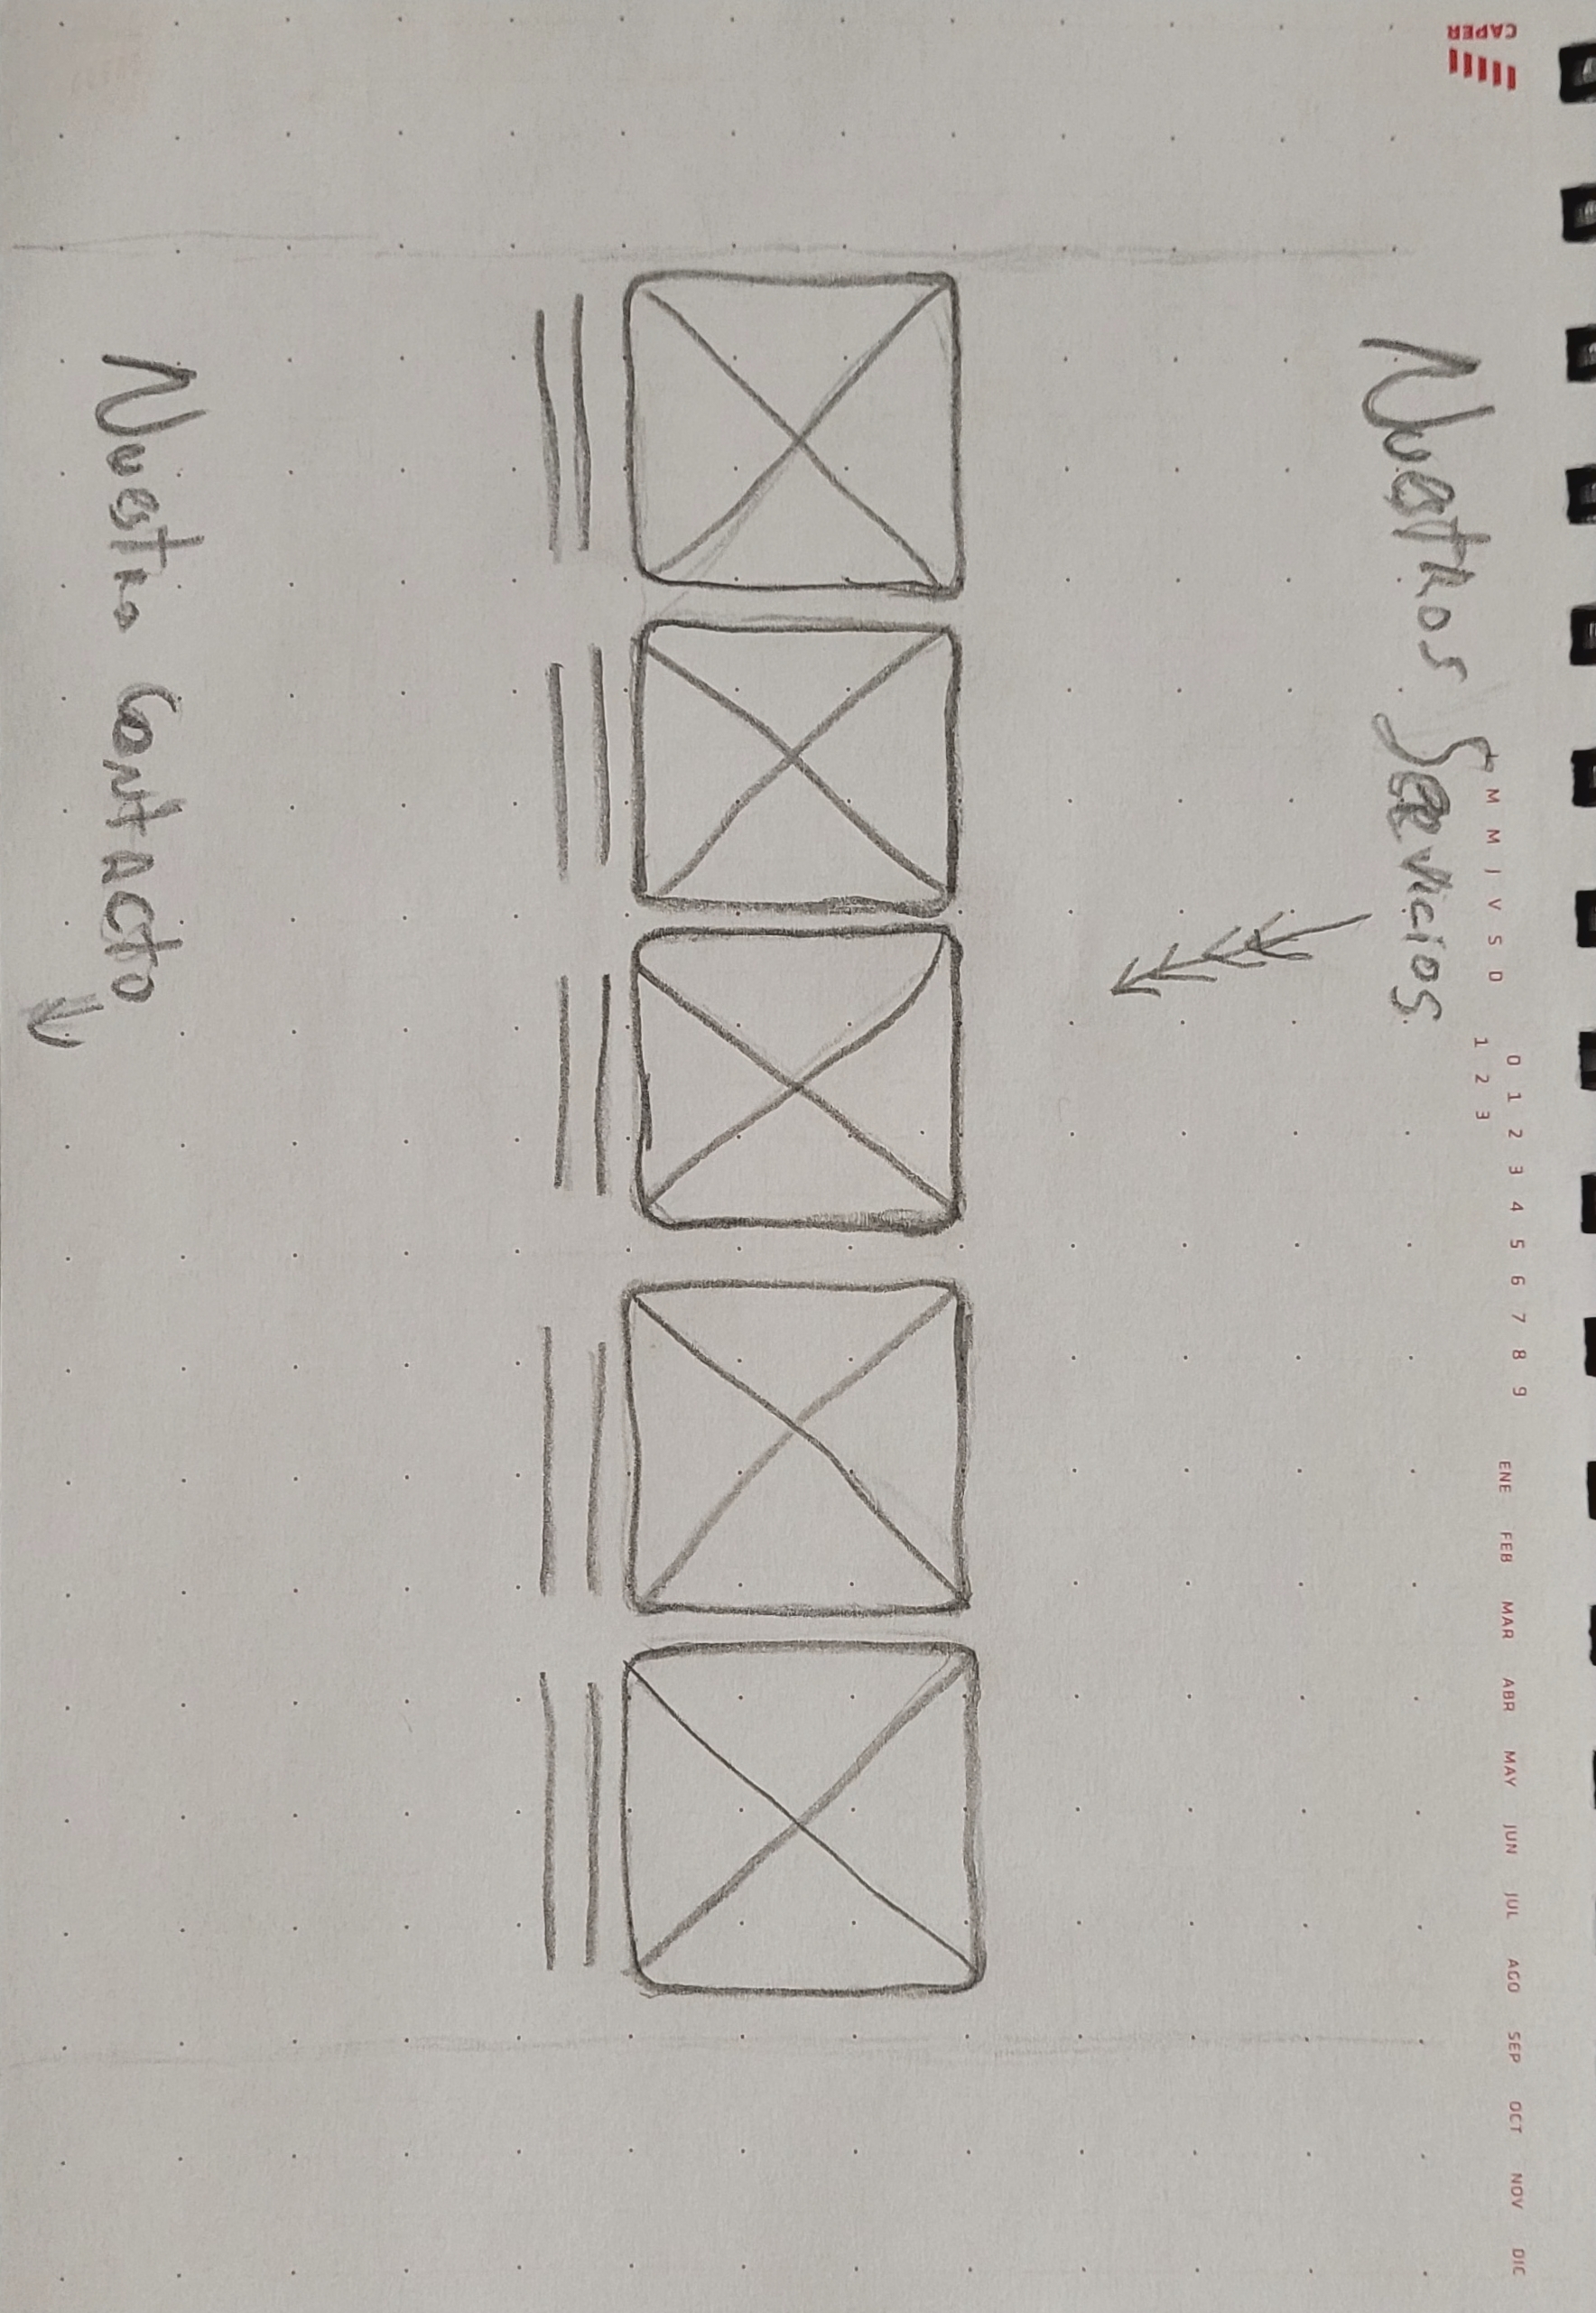 CAPER
L M M J V S D
0 1 2 3 4 5 6 7 8 9
1 2 3
ENE FEB MAR ABR MAY JUN JUL AGO SEP OCT NOV DIC
Nuestros Servicios
Nuestro Contacto